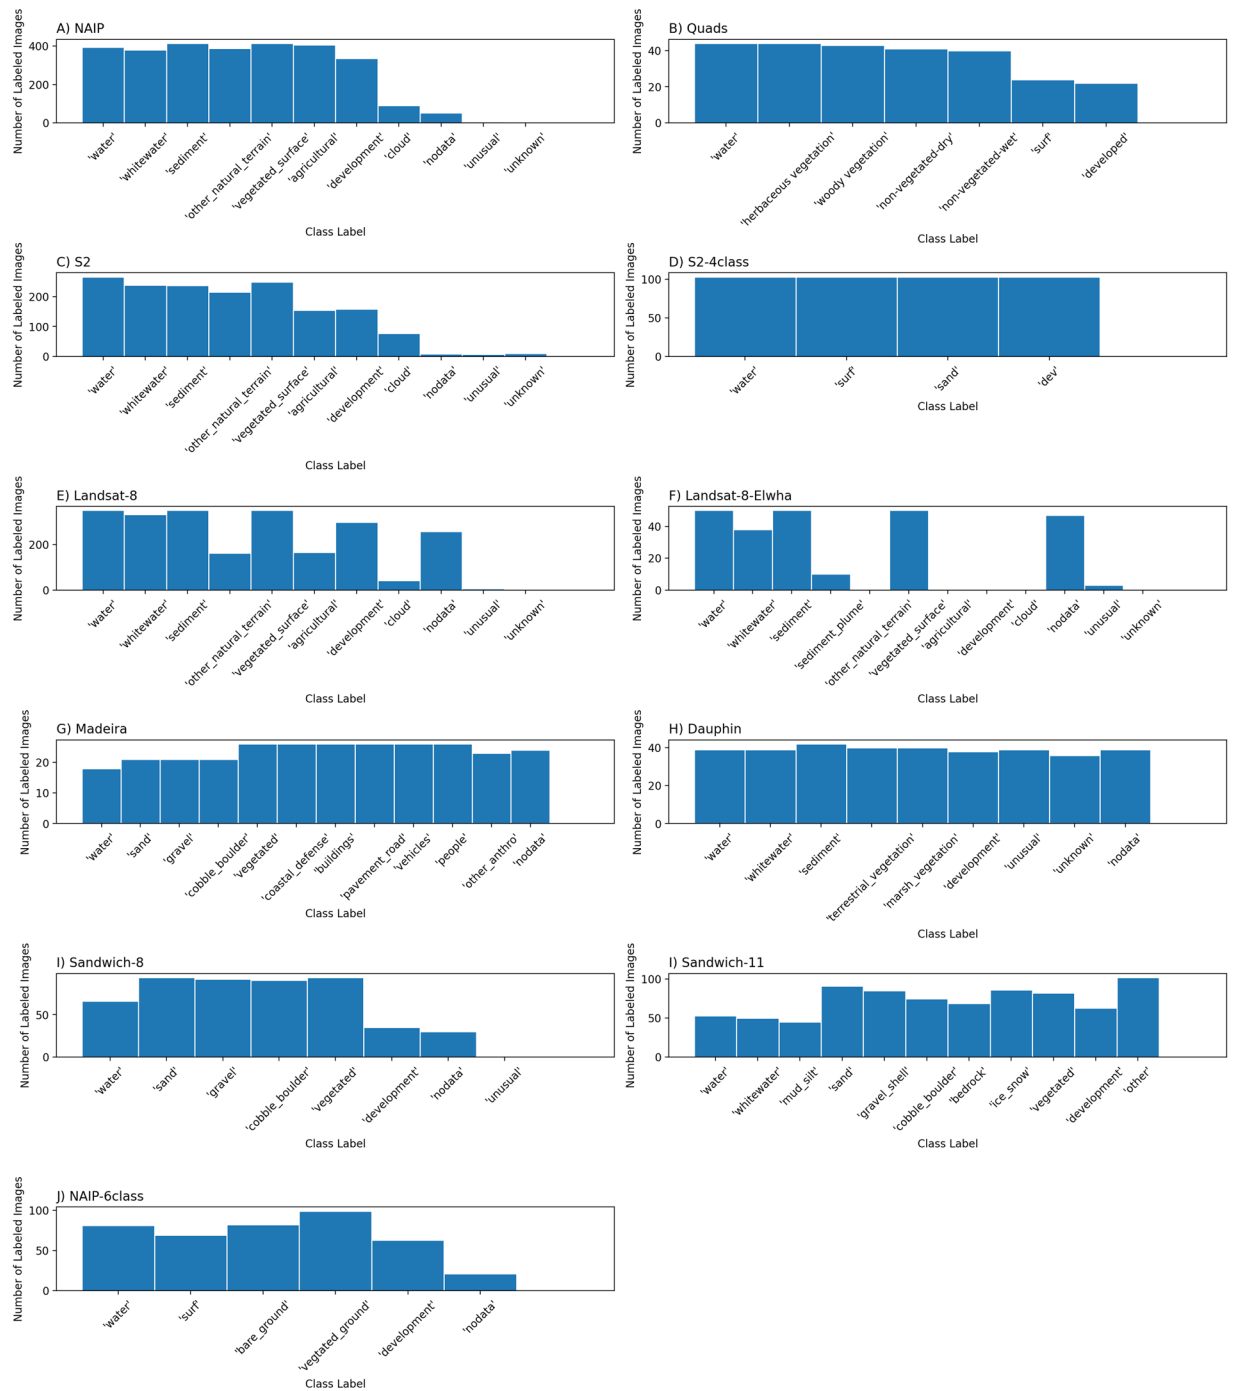 A) NAIP
Number of Labeled Images
400
200
0
'water'
'whitewater'
'sediment'
'other_natural_terrain'
'vegetated_surface'
'agricultural'
'development'
'cloud'
'nodata'
'unusual'
'unknown'
Class Label
B) Quads
Number of Labeled Images
40
20
0
'water'
'herbaceous vegetation'
'woody vegetation'
'non-vegetated-dry'
'non-vegetated-wet'
'surf'
'developed'
Class Label
C) S2
Number of Labeled Images
200
100
0
'water'
'whitewater'
'sediment'
'other_natural_terrain'
'vegetated_surface'
'agricultural'
'development'
'cloud'
'nodata'
'unusual'
'unknown'
Class Label
D) S2-4class
Number of Labeled Images
100
50
0
'water'
'surf'
'sand'
'dev'
Class Label
E) Landsat-8
Number of Labeled Images
200
0
'water'
'whitewater'
'sediment'
'other_natural_terrain'
'vegetated_surface'
'agricultural'
'development'
'cloud'
'nodata'
'unusual'
'unknown'
Class Label
F) Landsat-8-Elwha
Number of Labeled Images
40
20
0
'water'
'whitewater'
'sediment'
'sediment_plume'
'other_natural_terrain'
'vegetated_surface'
'agricultural'
'development'
'cloud'
'nodata'
'unusual'
'unknown'
Class Label
G) Madeira
Number of Labeled Images
20
10
0
'water'
'sand'
'gravel'
'cobble_boulder'
'vegetated'
'coastal_defense'
'buildings'
'pavement_road'
'vehicles'
'people'
'other_anthro'
'nodata'
Class Label
H) Dauphin
Number of Labeled Images
40
20
0
'water'
'whitewater'
'sediment'
'terrestrial_vegetation'
'marsh_vegetation'
'development'
'unusual'
'unknown'
'nodata'
Class Label
I) Sandwich-8
Number of Labeled Images
50
0
'water'
'sand'
'gravel'
'cobble_boulder'
'vegetated'
'development'
'nodata'
'unusual'
Class Label
I) Sandwich-11
Number of Labeled Images
100
50
0
'water'
'whitewater'
'mud_silt'
'sand'
'gravel_shell'
'cobble_boulder'
'bedrock'
'ice_snow'
'vegetated'
'development'
'other'
Class Label
J) NAIP-6class
Number of Labeled Images
100
50
0
'water'
'surf'
'bare_ground'
'vegtated_ground'
'development'
'nodata'
Class Label